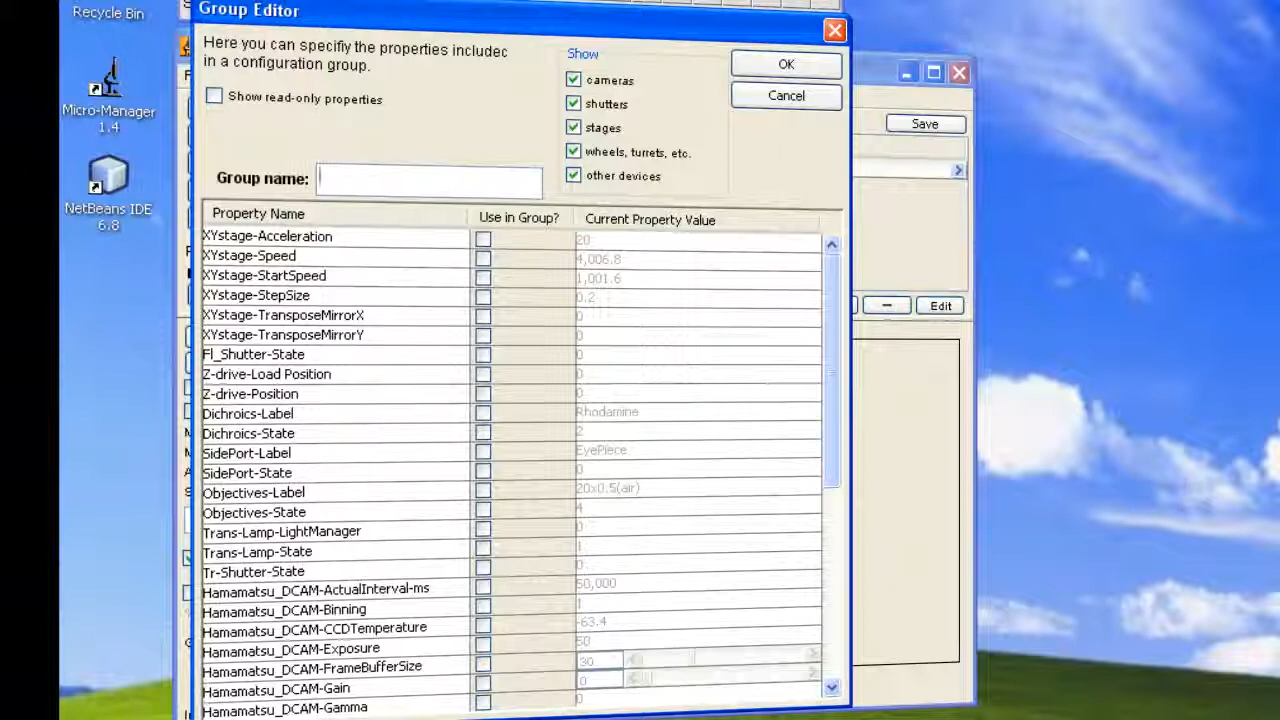 Recycle Bin
Micro-Manager
1.4
NetBeans IDE
6.8
Group Editor
Here you can specifiy the properties includec
in a configuration group.
Show read-only properties
Show
cameras
shutters
stages
wheels, turrets, etc.
other devices
OK
Cancel
Save
Edit
Group name:
Property Name Use in Group? Current Property Value
XYstage-Acceleration 20
XYstage-Speed 4,006.8
XYstage-StartSpeed 1,001.6
XYstage-StepSize 0.2
XYstage-TransposeMirrorX 0
XYstage-TransposeMirrorY 0
Fl_Shutter-State 0
Z-drive-Load Position 0
Z-drive-Position 0
Dichroics-Label Rhodamine
Dichroics-State 2
SidePort-Label EyePiece
SidePort-State 0
Objectives-Label 20x0.5(air)
Objectives-State 4
Trans-Lamp-LightManager 0
Trans-Lamp-State 1
Tr-Shutter-State 0
Hamamatsu_DCAM-ActualInterval-ms 50,000
Hamamatsu_DCAM-Binning 1
Hamamatsu_DCAM-CCDTemperature -63.4
Hamamatsu_DCAM-Exposure 50
Hamamatsu_DCAM-FrameBufferSize 30
Hamamatsu_DCAM-Gain 0
Hamamatsu_DCAM-Gamma 0